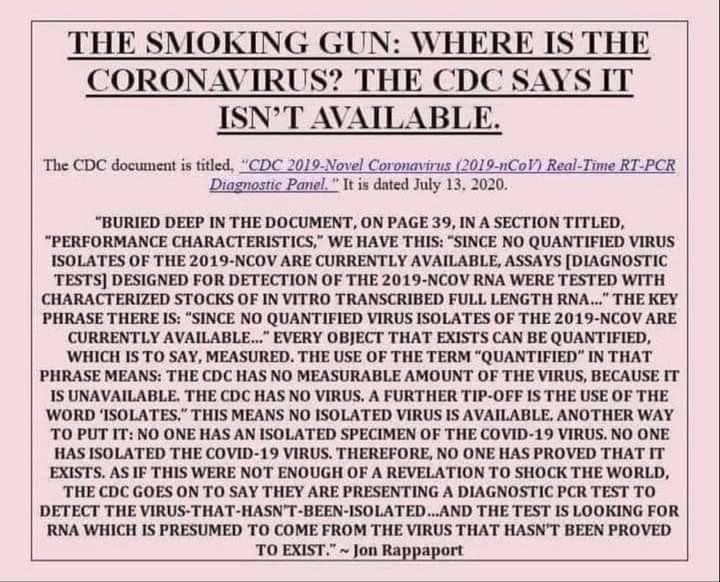 THE SMOKING GUN: WHERE IS THE
CORONAVIRUS? THE CDC SAYS IT
ISN'T AVAILABLE.
The CDC document is titled, "CDC 2019-Novel Coronavirus (2019-nCoV) Real-Time RT-PCR
Diagnostic Panel." It is dated July 13, 2020.
"BURIED DEEP IN THE DOCUMENT, ON PAGE 39, IN A SECTION TITLED,
"PERFORMANCE CHARACTERISTICS," WE HAVE THIS: "SINCE NO QUANTIFIED VIRUS
ISOLATES OF THE 2019-NCOV ARE CURRENTLY AVAILABLE, ASSAYS [DIAGNOSTIC
TESTS] DESIGNED FOR DETECTION OF THE 2019-NCOV RNA WERE TESTED WITH
CHARACTERIZED STOCKS OF IN VITRO TRANSCRIBED FULL LENGTH RNA..." THE KEY
PHRASE THERE IS: "SINCE NO QUANTIFIED VIRUS ISOLATES OF THE 2019-NCOV ARE
CURRENTLY AVAILABLE..." EVERY OBJECT THAT EXISTS CAN BE QUANTIFIED,
WHICH IS TO SAY, MEASURED. THE USE OF THE TERM "QUANTIFIED" IN THAT
PHRASE MEANS: THE CDC HAS NO MEASURABLE AMOUNT OF THE VIRUS, BECAUSE IT
IS UNAVAILABLE. THE CDC HAS NO VIRUS. A FURTHER TIP-OFF IS THE USE OF THE
WORD 'ISOLATES." THIS MEANS NO ISOLATED VIRUS IS AVAILABLE. ANOTHER WAY
TO PUT IT: NO ONE HAS AN ISOLATED SPECIMEN OF THE COVID-19 VIRUS. NO ONE
HAS ISOLATED THE COVID-19 VIRUS. THEREFORE, NO ONE HAS PROVED THAT IT
EXISTS. AS IF THIS WERE NOT ENOUGH OF A REVELATION TO SHOCK THE WORLD,
THE CDC GOES ON TO SAY THEY ARE PRESENTING A DIAGNOSTIC PCR TEST TO
DETECT THE VIRUS-THAT-HASN'T-BEEN-ISOLATED...AND THE TEST IS LOOKING FOR
RNA WHICH IS PRESUMED TO COME FROM THE VIRUS THAT HASN'T BEEN PROVED
TO EXIST." ~ Jon Rappaport